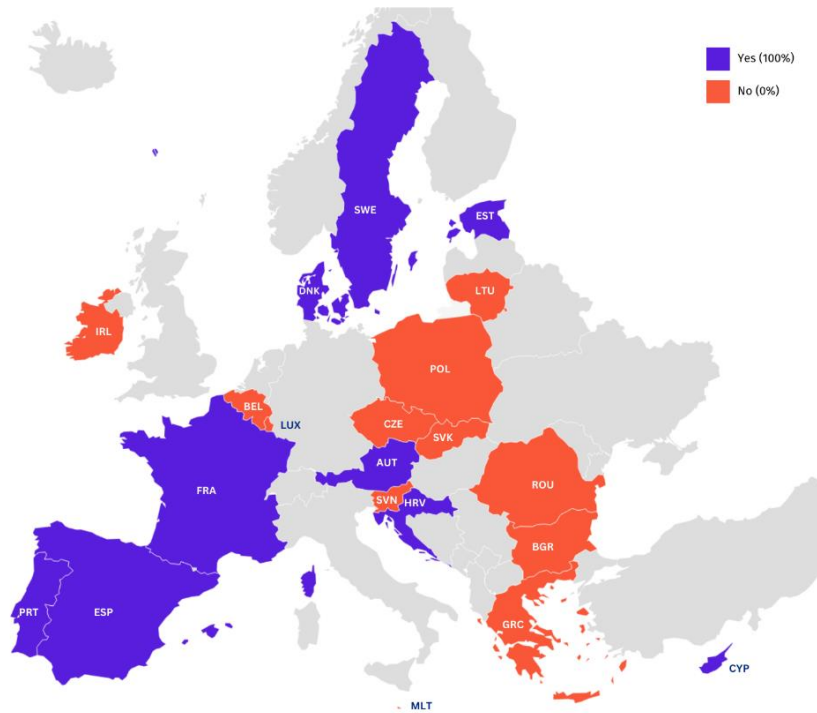 Yes (100%)
No (0%)
SWE
EST
DNK
LTU
IRL
POL
BEL
LUX
CZE
SVK
AUT
FRA
ROU
SVN
HRV
BGR
PRT
ESP
GRC
CYP
MLT